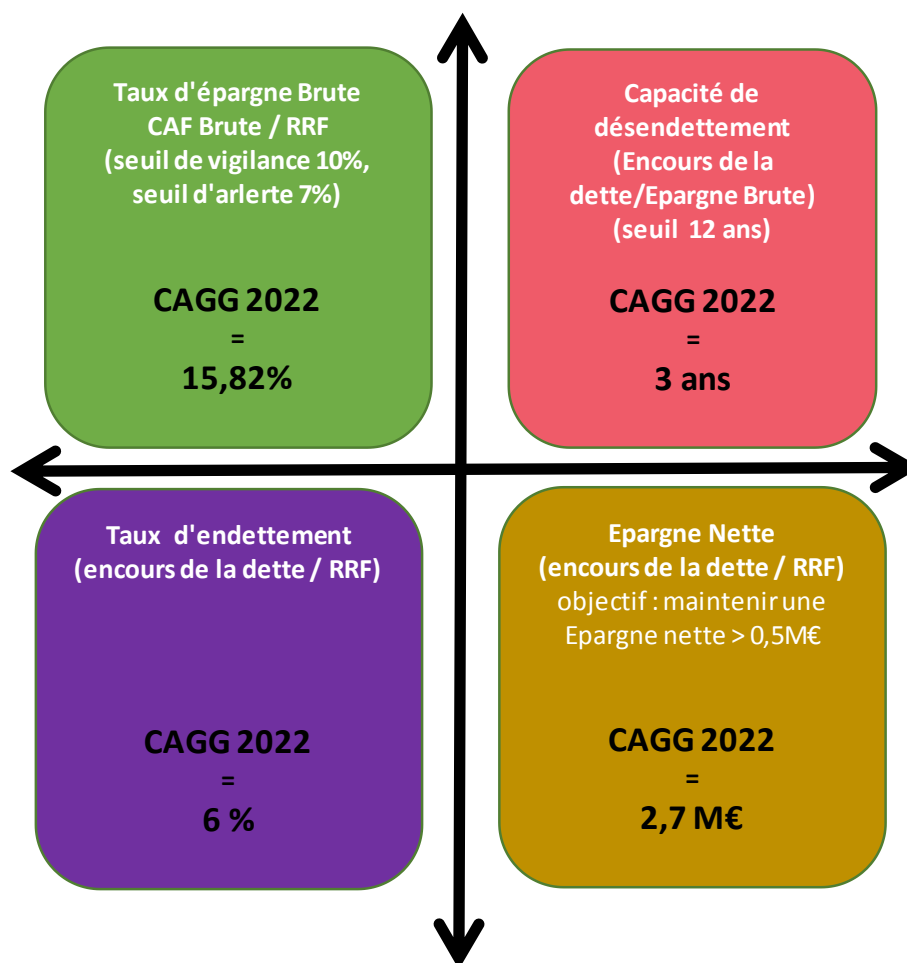 Taux d'épargne Brute
CAF Brute / RRF
(seuil de vigilance 10%,
seuil d'arlerte 7%)
CAGG 2022
=
15,82%
Capacité de
désendettement
(Encours de la
dette/Epargne Brute)
(seuil 12 ans)
CAGG 2022
=
3 ans
Taux d'endettement
(encours de la dette / RRF)
CAGG 2022
=
6 %
Epargne Nette
(encours de la dette / RRF)
objectif : maintenir une
Epargne nette > 0,5M€
CAGG 2022
=
2,7 M€